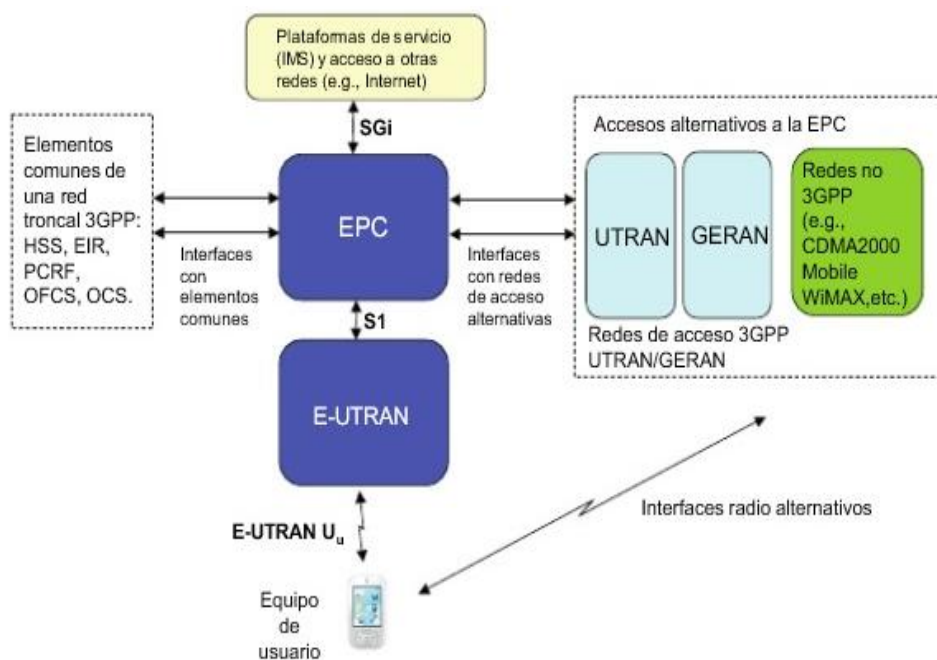 Plataformas de servicio
(IMS) y acceso a otras
redes (e.g., Internet)
SGi
Elementos
comunes de
una red
troncal 3GPP:
HSS, EIR,
PCRF,
OFCS, OCS.
Interfaces
con
elementos
comunes
EPC
Interfaces
con redes
de acceso
alternativas
Accesos alternativos a la EPC
UTRAN
GERAN
Redes no
3GPP
(e.g.,
CDMA2000
Mobile
WiMAX,etc.)
Redes de acceso 3GPP
UTRAN/GERAN
S1
E-UTRAN
E-UTRAN Uu
Interfaces radio alternativos
Equipo
de
usuario